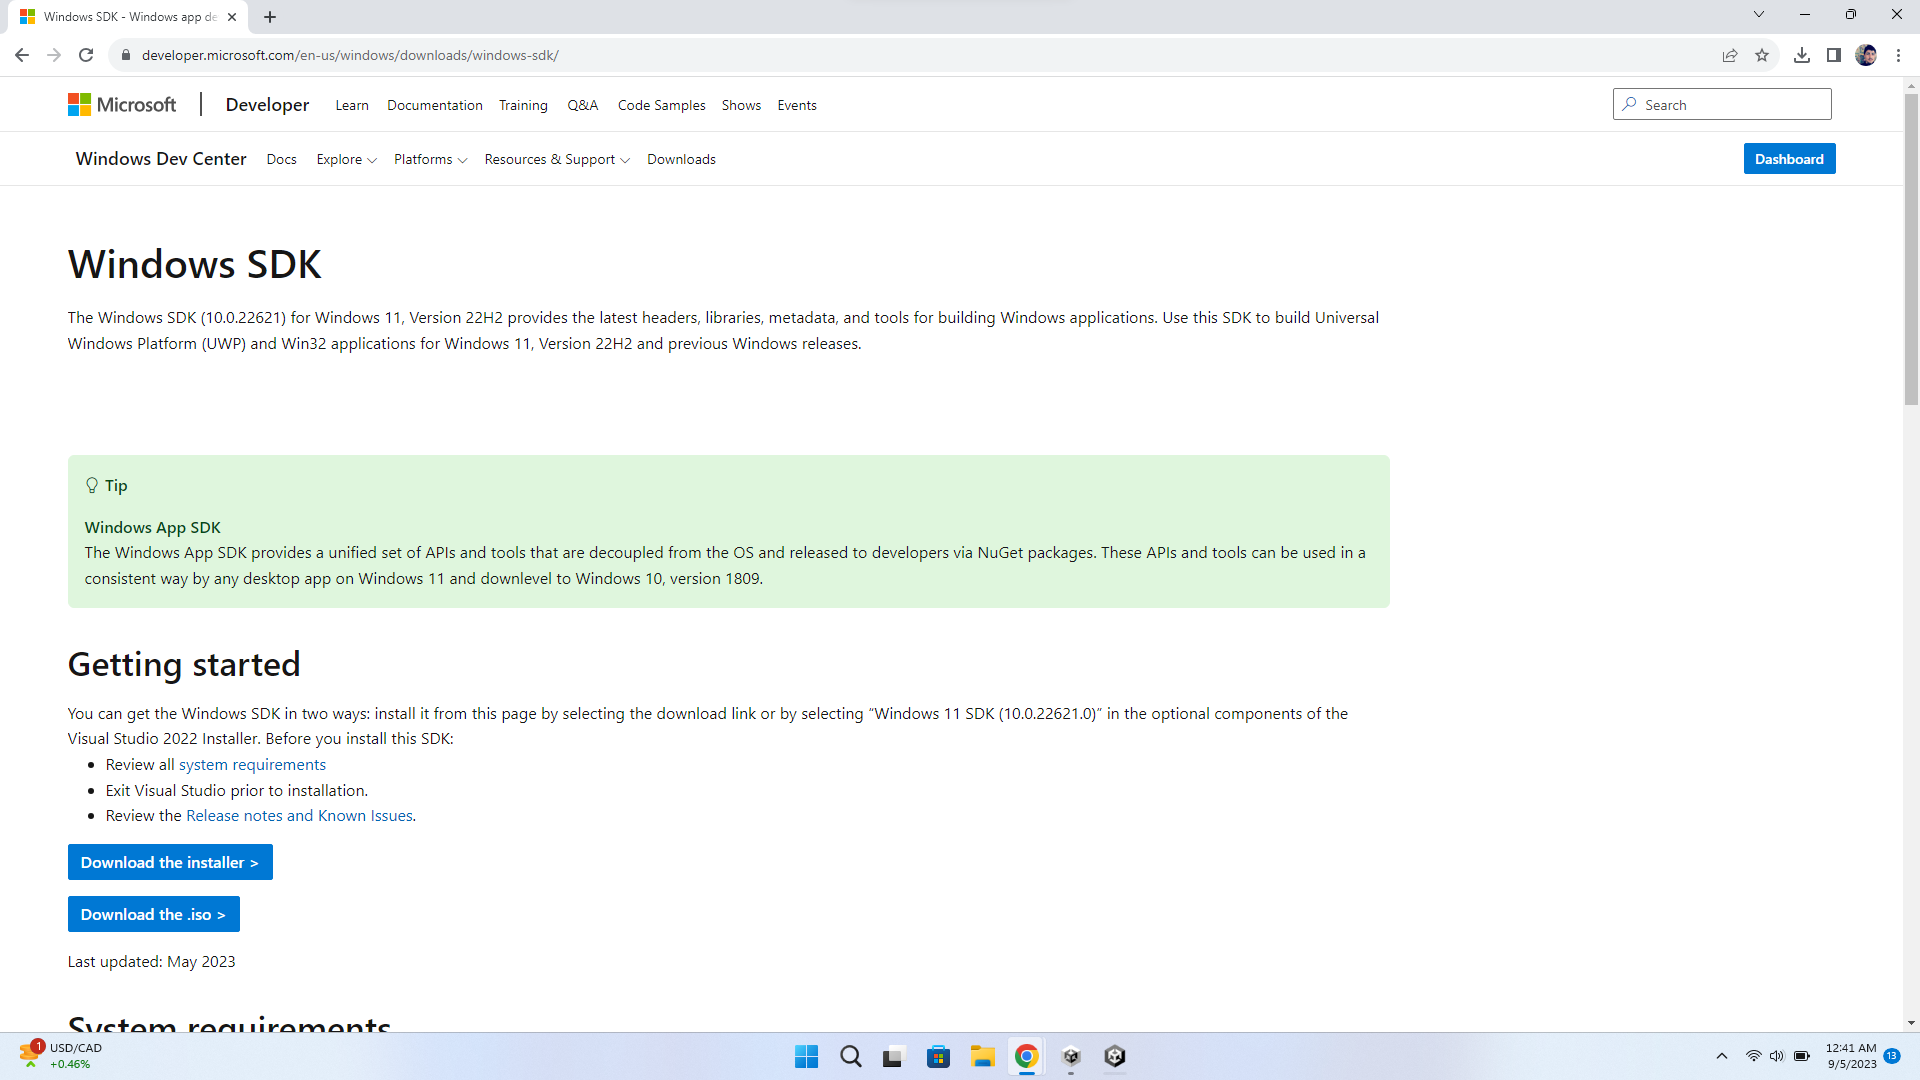 Windows SDK - Windows app de
developer.microsoft.com/en-us/windows/downloads/windows-sdk/
Microsoft
Developer
Learn
Documentation
Training
Q&A
Code Samples
Shows
Events
Search
Windows Dev Center
Docs
Explore
Platforms
Resources & Support
Downloads
Dashboard
Windows SDK
The Windows SDK (10.0.22621) for Windows 11, Version 22H2 provides the latest headers, libraries, metadata, and tools for building Windows applications. Use this SDK to build Universal
Windows Platform (UWP) and Win32 applications for Windows 11, Version 22H2 and previous Windows releases.
Tip
Windows App SDK
The Windows App SDK provides a unified set of APIs and tools that are decoupled from the OS and released to developers via NuGet packages. These APIs and tools can be used in a
consistent way by any desktop app on Windows 11 and downlevel to Windows 10, version 1809.
Getting started
You can get the Windows SDK in two ways: install it from this page by selecting the download link or by selecting “Windows 11 SDK (10.0.22621.0)” in the optional components of the
Visual Studio 2022 Installer. Before you install this SDK:
• Review all system requirements
• Exit Visual Studio prior to installation.
• Review the Release notes and Known Issues.
Download the installer >
Download the .iso >
Last updated: May 2023
System requirements
1
USD/CAD
+0.46%
12:41 AM
9/5/2023
13